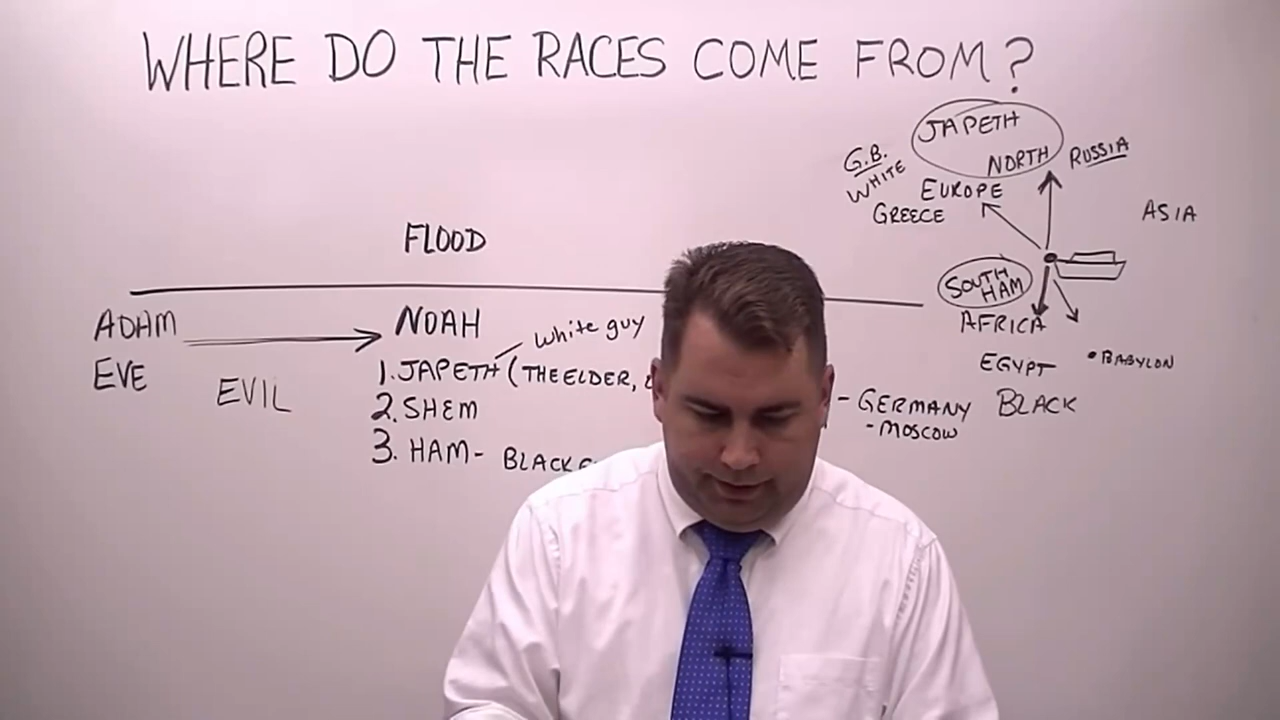 WHERE DO THE RACES COME FROM?
JAPETH
NORTH
RUSSIA
G.B.
WHITE
EUROPE
GREECE
ASIA
FLOOD
SOUTH
HAM
AFRICA
EGYPT
• BABYLON
BLACK
ADAM
EVE
EVIL
NOAH
white guy
1. JAPETH (THE ELDER,
2. SHEM
3. HAM - BLACK
- GERMANY
- MOSCOW